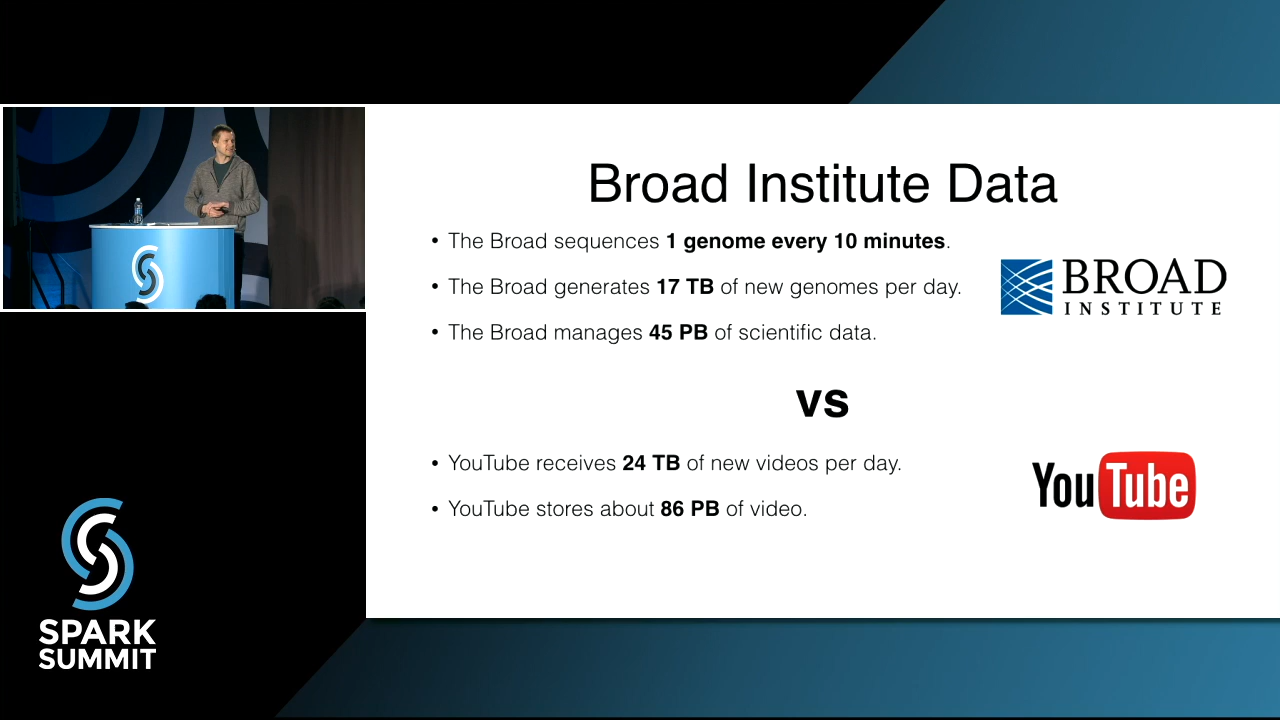 Broad Institute Data
• The Broad sequences 1 genome every 10 minutes.
• The Broad generates 17 TB of new genomes per day.
• The Broad manages 45 PB of scientific data.
BROAD
INSTITUTE
vs
• YouTube receives 24 TB of new videos per day.
• YouTube stores about 86 PB of video.
YouTube
SPARK
SUMMIT